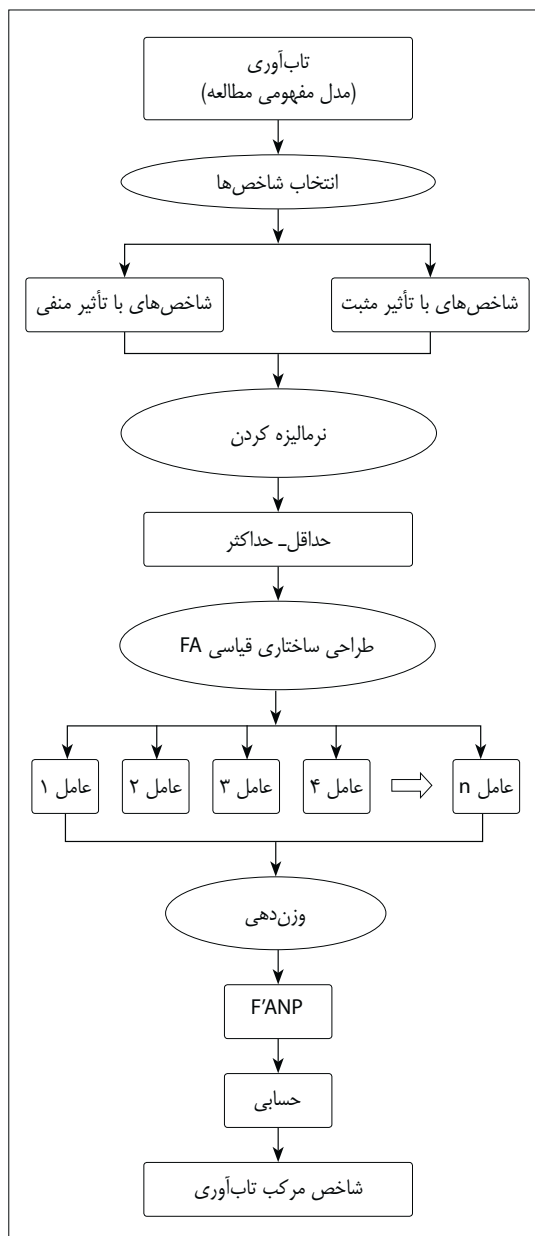 تاب‌آوری
(مدل مفهومی مطالعه)
انتخاب شاخص‌ها
شاخص‌های با تأثیر مثبت
شاخص‌های با تأثیر منفی
نرمالیزه کردن
حداقل- حداکثر
طراحی ساختاری قیاسی FA
عامل ۱
عامل ۲
عامل ۳
عامل ۴
عامل n
وزن‌دهی
F'ANP
حسابی
شاخص مرکب تاب‌آوری